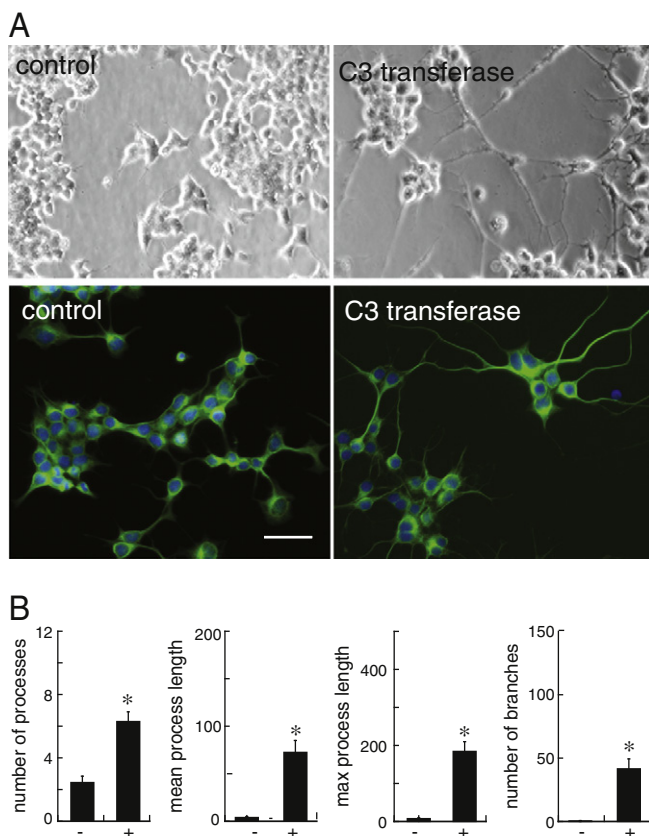 A
control
C3 transferase
control
C3 transferase
B
number of processes
12
8
4
0
- +
mean process length
200
100
0
- +
max process length
400
200
0
- +
number of branches
150
100
50
0
- +
*
*
*
*